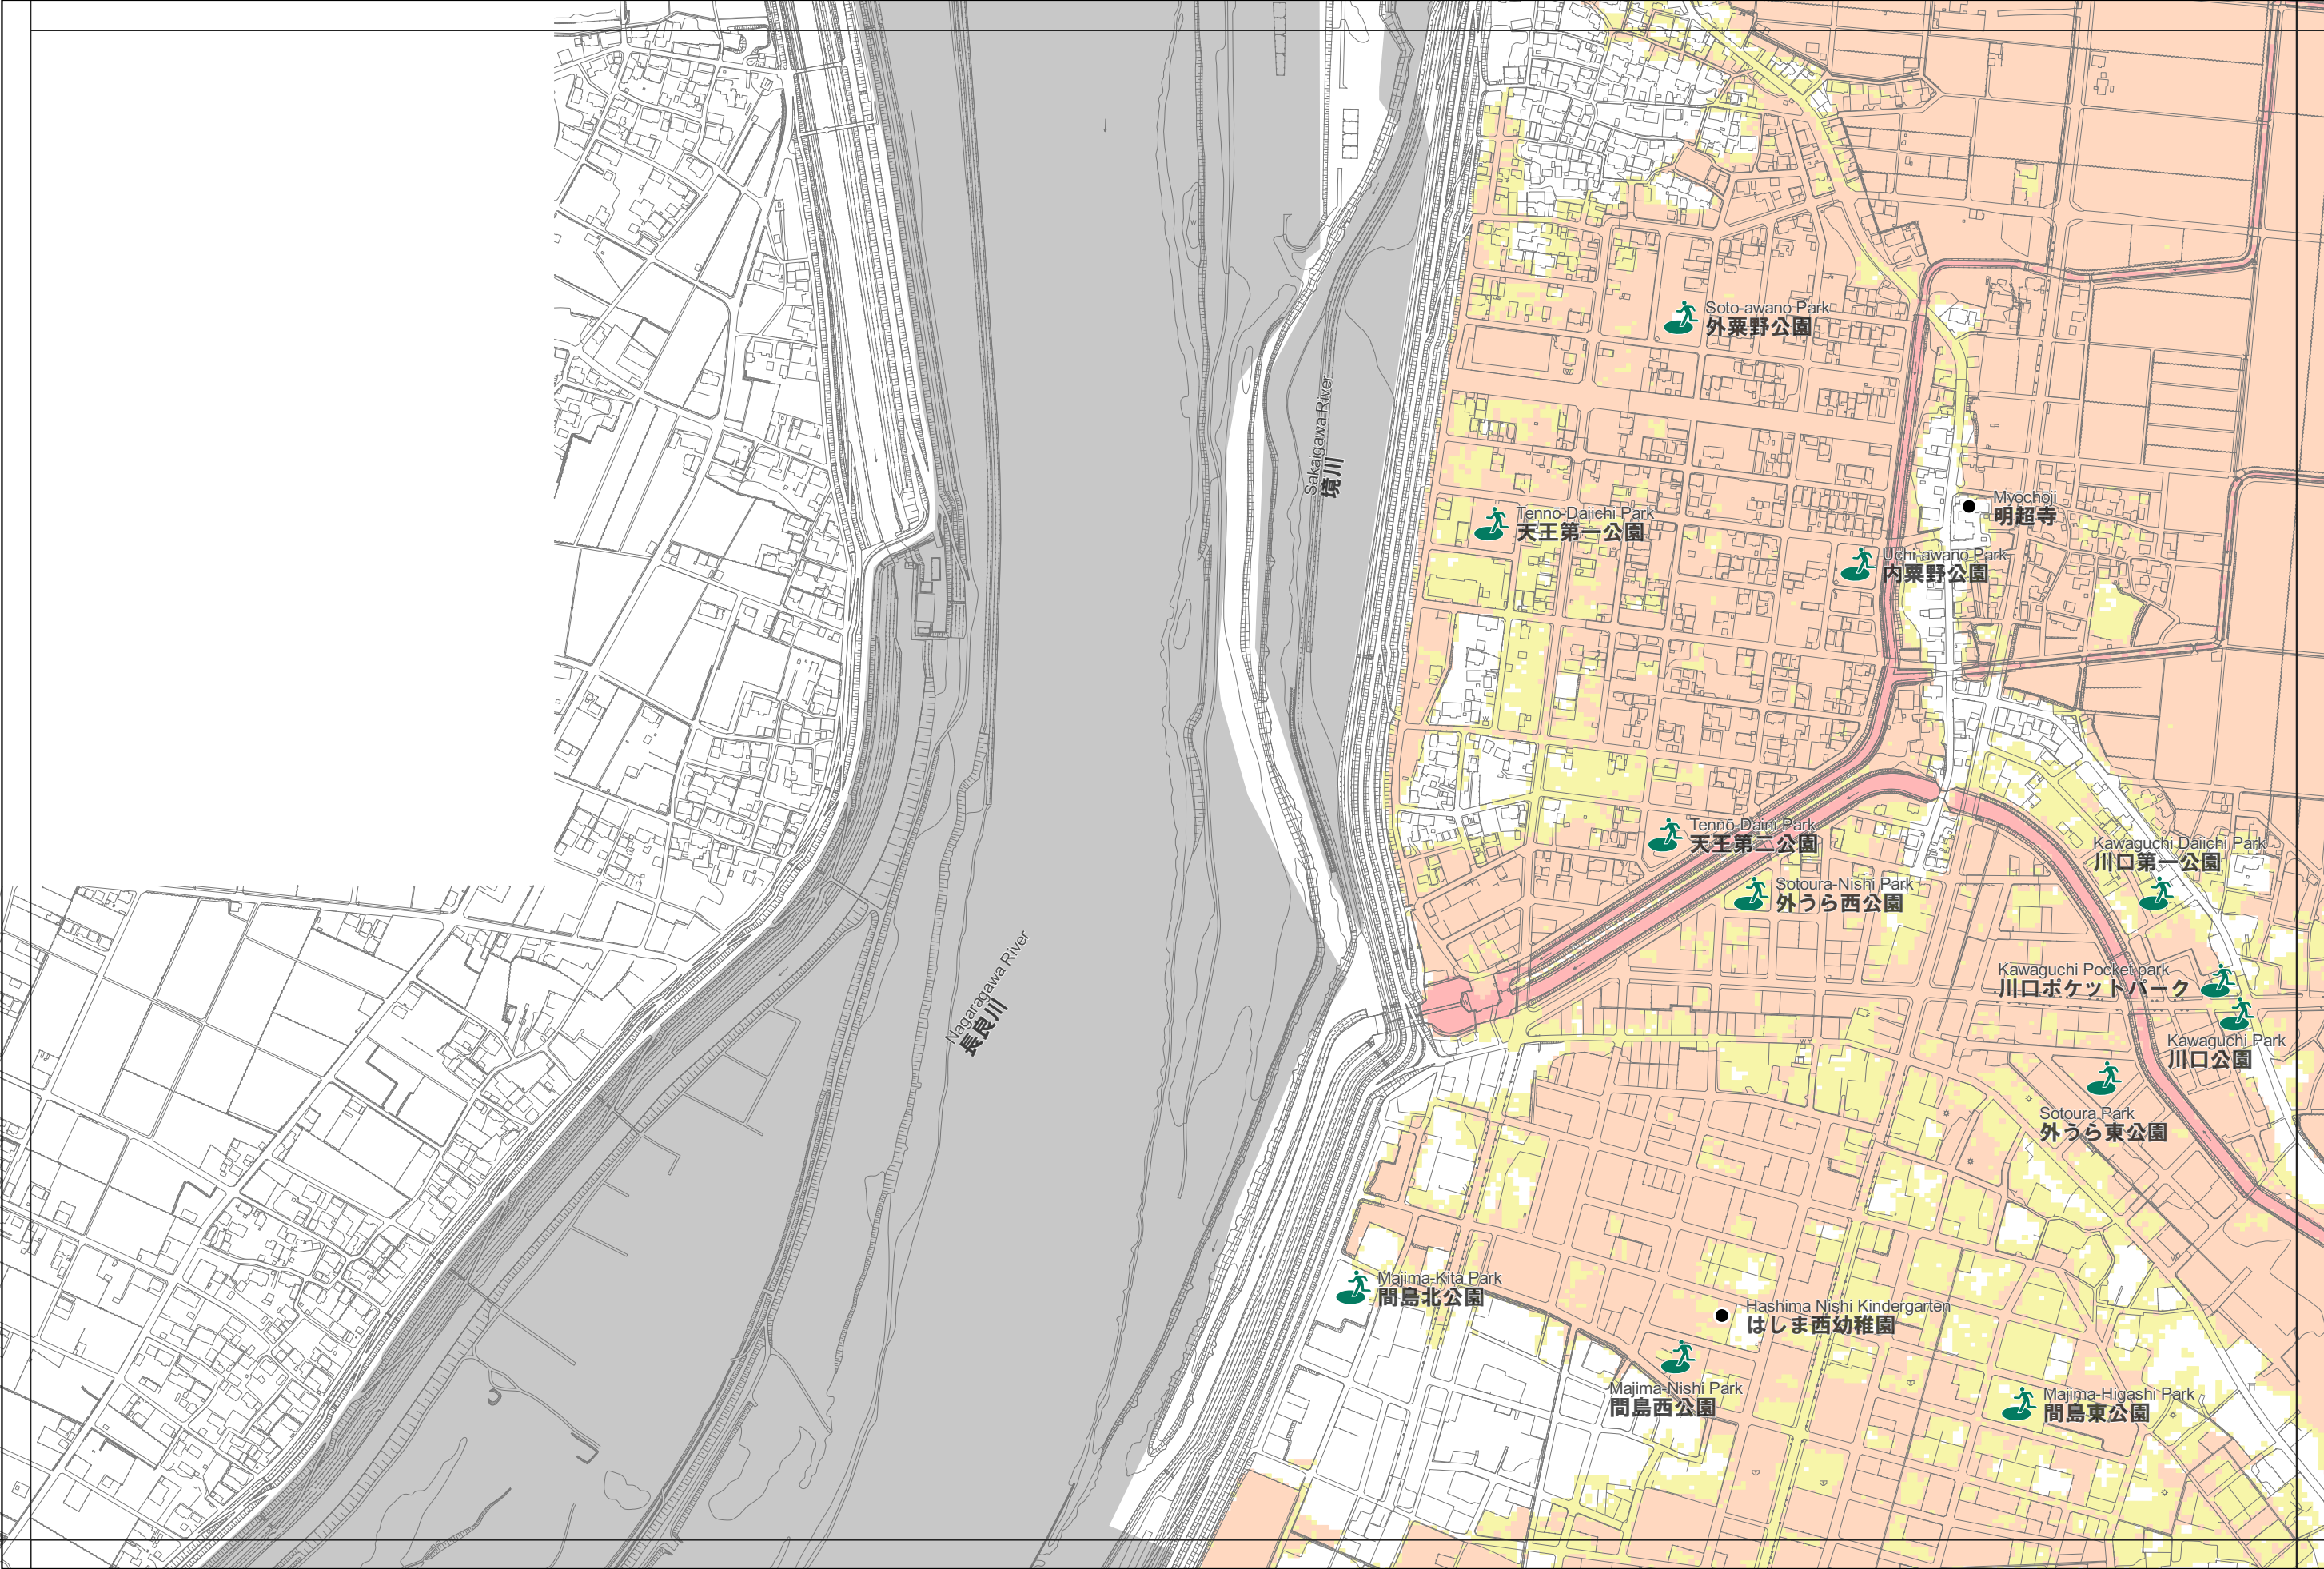 Soto-awano Park
外粟野公園
Sakaigawa River
境川
Myōchōji
明超寺
Tennō-Daiichi Park
天王第一公園
Uchi-awano Park
内粟野公園
Tennō-Daini Park
天王第二公園
Kawaguchi Daiichi Park
川口第一公園
Sotoura-Nishi Park
外うら西公園
Nagaragawa River
長良川
Kawaguchi Pocket park
川口ポケットパーク
Kawaguchi Park
川口公園
Sotoura Park
外うら東公園
Majima-Kita Park
間島北公園
Hashima Nishi Kindergarten
はしま西幼稚園
Majima-Nishi Park
間島西公園
Majima-Higashi Park
間島東公園